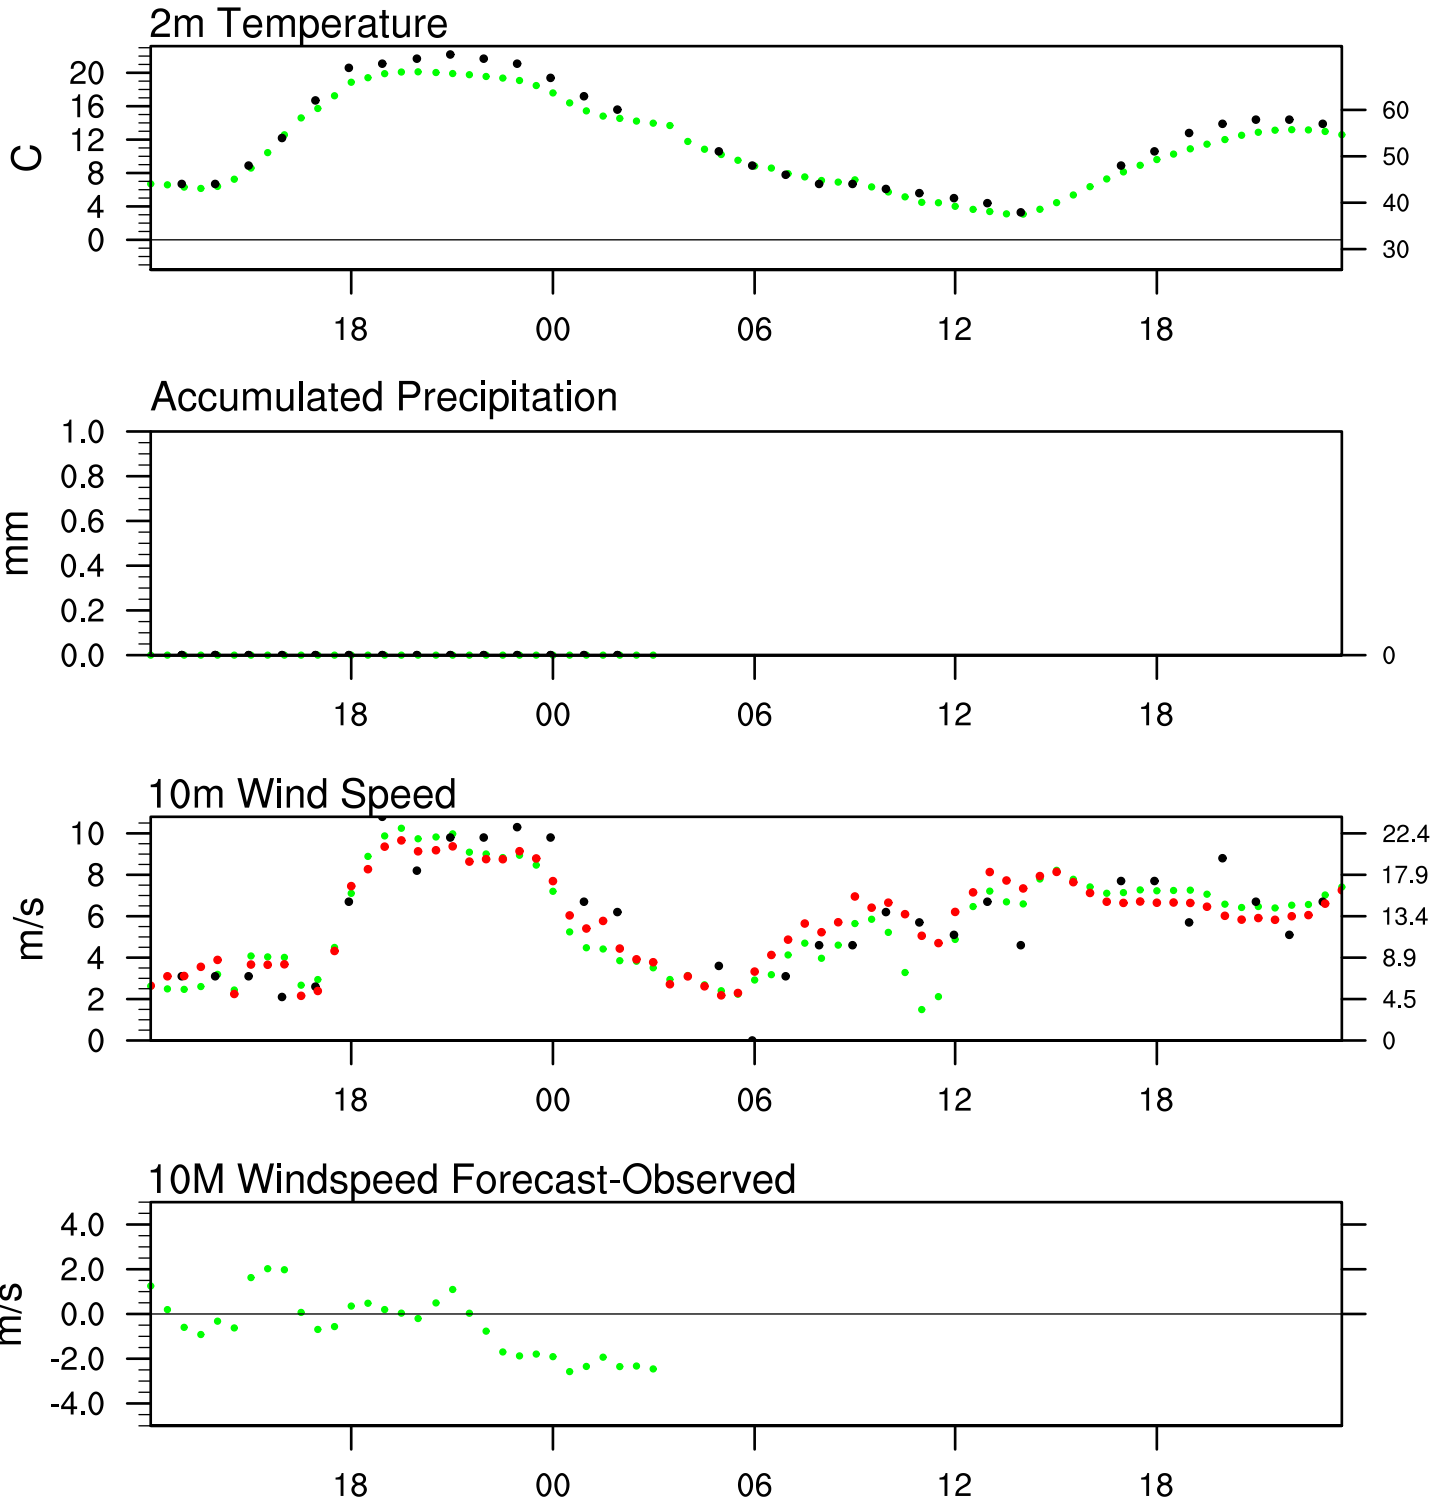 2m Temperature
20
16
12
8
4
0
C
60
50
40
30
18 00 06 12 18
Accumulated Precipitation
1.0
0.8
0.6
0.4
0.2
0.0
mm
0
18 00 06 12 18
10m Wind Speed
10
8
6
4
2
0
m/s
22.4
17.9
13.4
8.9
4.5
0
18 00 06 12 18
10M Windspeed Forecast-Observed
4.0
2.0
0.0
-2.0
-4.0
m/s
18 00 06 12 18